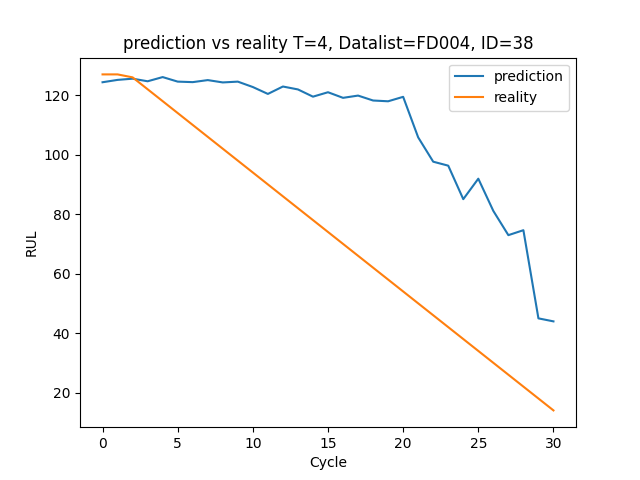 prediction vs reality T=4, Datalist=FD004, ID=38
prediction
reality
120
100
80
60
40
20
RUL
0 5 10 15 20 25 30
Cycle